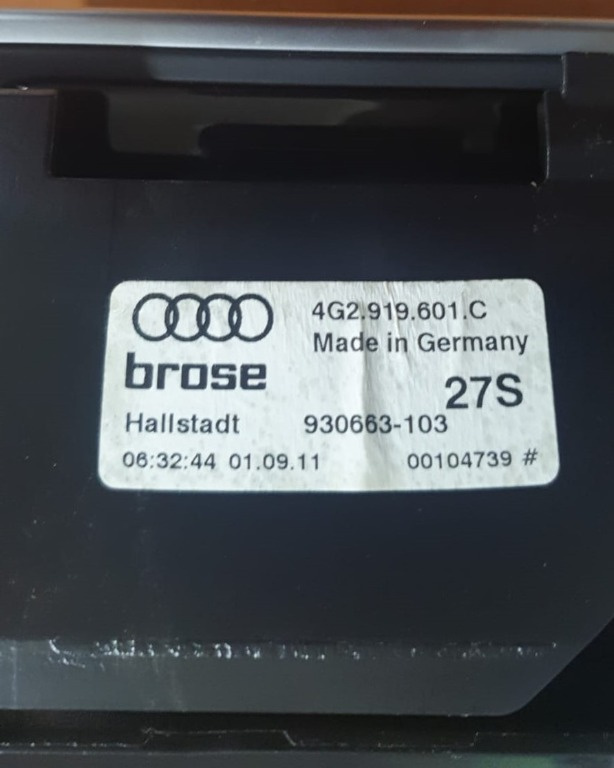 4G2.919.601.C
Made in Germany
brose
27S
Hallstadt 930663-103
06:32:44 01.09.11 00104739 #